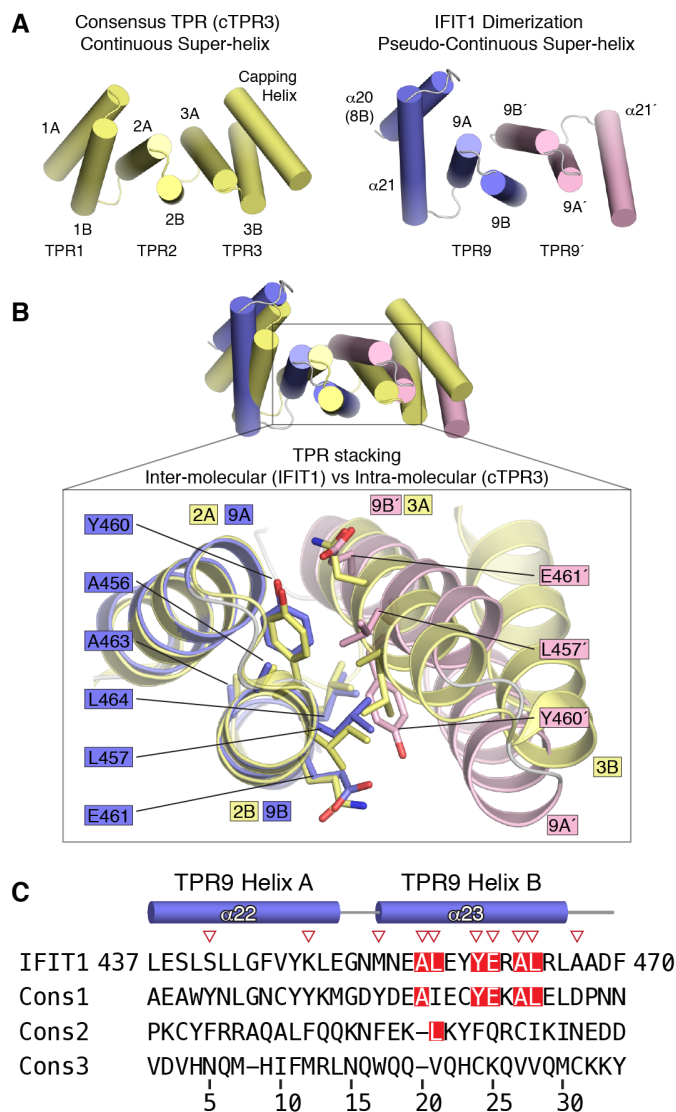 A
Consensus TPR (cTPR3)
Continuous Super-helix
IFIT1 Dimerization
Pseudo-Continuous Super-helix
Capping
Helix
1A
2A
3A
1B
2B
3B
TPR1
TPR2
TPR3
α20
(8B)
α21
9A
9B
9B´
9A´
α21´
TPR9
TPR9´
B
TPR stacking
Inter-molecular (IFIT1) vs Intra-molecular (cTPR3)
Y460
A456
A463
L464
L457
E461
2A 9A
9B´ 3A
E461´
L457´
Y460´
3B
2B 9B
9A´
C
TPR9 Helix A TPR9 Helix B
α22 α23
IFIT1 437 LESLSLLGFVYKLEGNMNEALEYYERALRLAADF 470
Cons1 AEAWYNLGNCYYKMGDYDEAIECYEKALELDPNN
Cons2 PKCYFRRAQALFQQKNFEK–LKYFQRCIKINEDD
Cons3 VDVHNQM–HIFMRLNQWQQ–VQHCKQVVQMCKKY
5 10 15 20 25 30